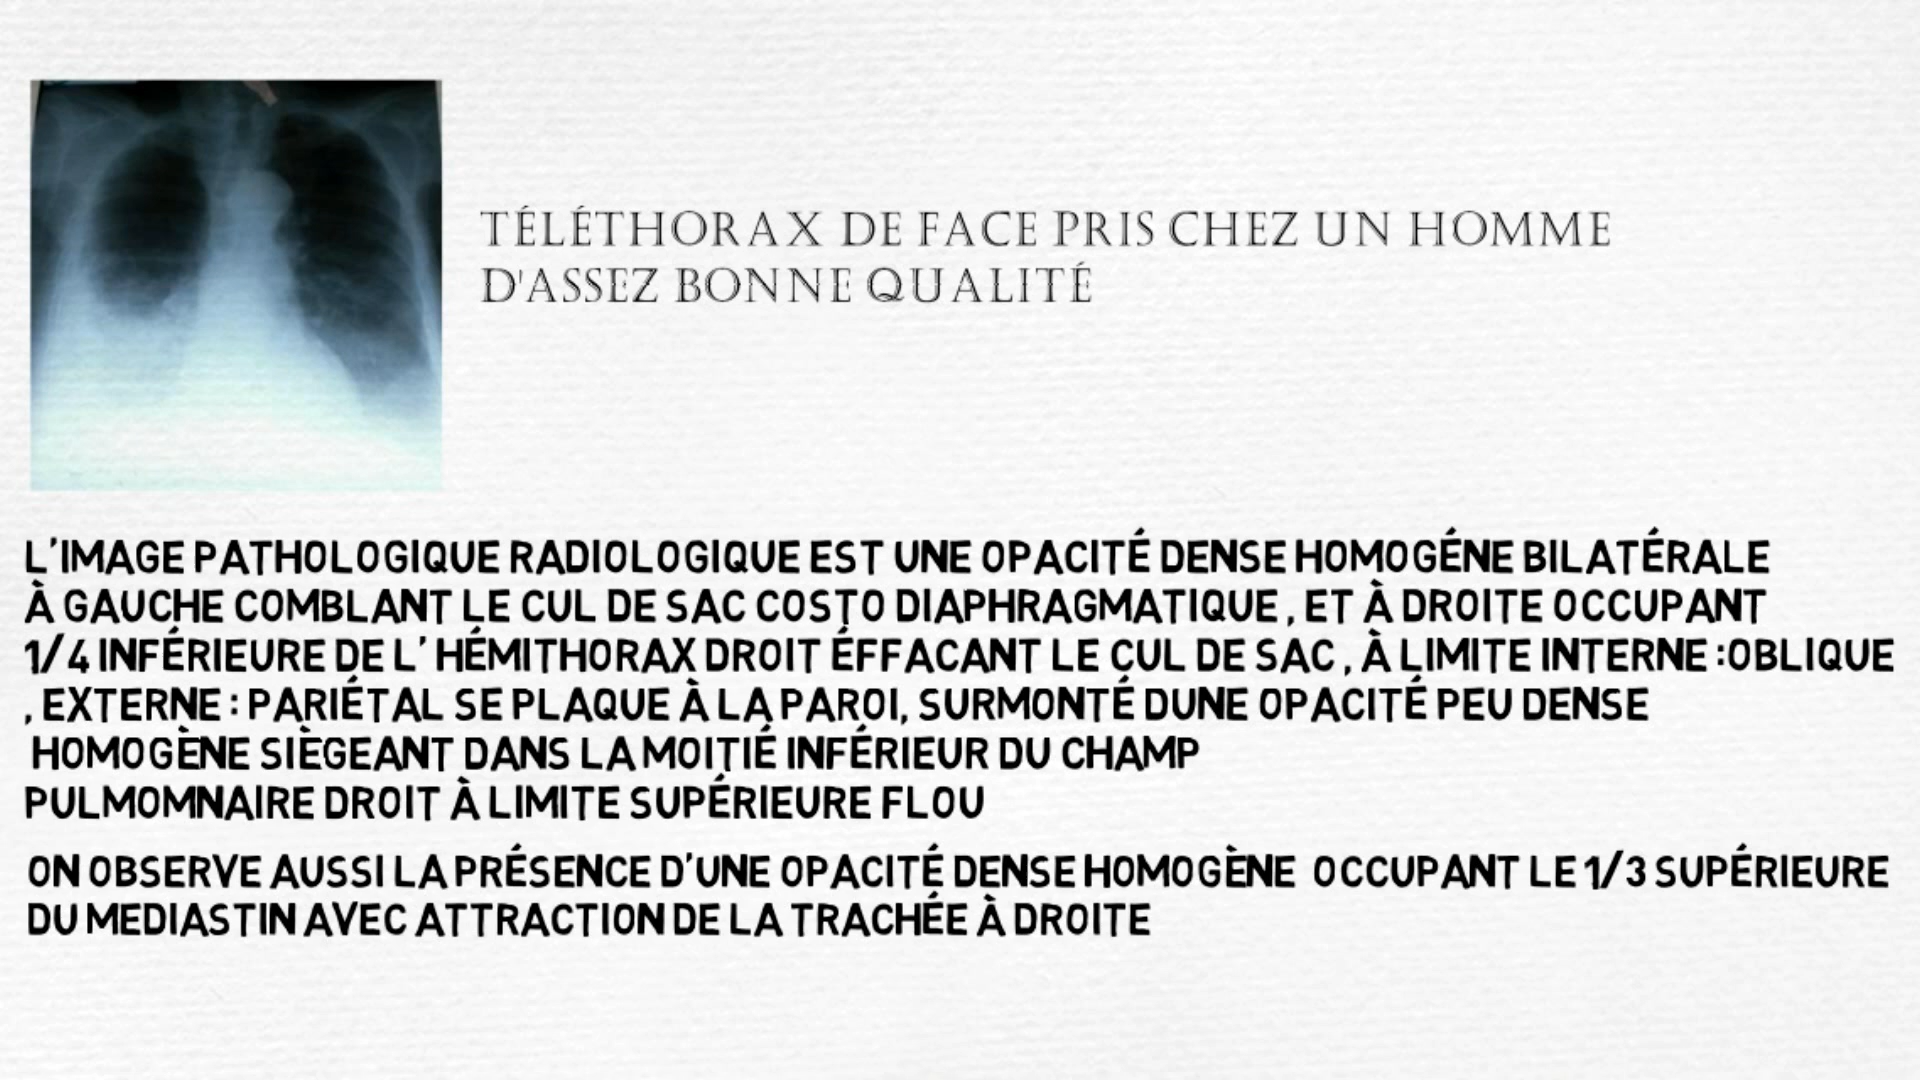 TÉLÉTHORAX DE FACE PRIS CHEZ UN HOMME
D'ASSEZ BONNE QUALITÉ
L'IMAGE PATHOLOGIQUE RADIOLOGIQUE EST UNE OPACITÉ DENSE HOMOGÉNE BILATÉRALE
À GAUCHE COMBLANT LE CUL DE SAC COSTO DIAPHRAGMATIQUE, ET À DROITE OCCUPANT
1/4 INFÉRIEURE DE L' HÉMITHORAX DROIT ÉFFACANT LE CUL DE SAC, À LIMITE INTERNE :OBLIQUE
, EXTERNE : PARIÉTAL SE PLAQUE À LA PAROI, SURMONTÉ DUNE OPACITÉ PEU DENSE
HOMOGÈNE SIÈGEANT DANS LA MOITIÉ INFÉRIEUR DU CHAMP
PULMOMNAIRE DROIT À LIMITE SUPÉRIEURE FLOU
ON OBSERVE AUSSI LA PRÉSENCE D'UNE OPACITÉ DENSE HOMOGÈNE OCCUPANT LE 1/3 SUPÉRIEURE
DU MEDIASTIN AVEC ATTRACTION DE LA TRACHÉE À DROITE